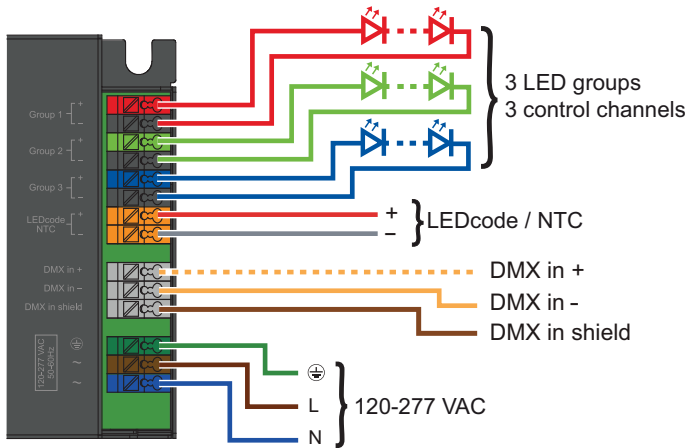 Group 1 + -
Group 2 + -
Group 3 + -
LEDcode
NTC + -
DMX in +
DMX in –
DMX in shield
120-277 VAC
50-60Hz
~
~
3 LED groups
3 control channels
+
–
LEDcode / NTC
DMX in +
DMX in -
DMX in shield
L
N
120-277 VAC